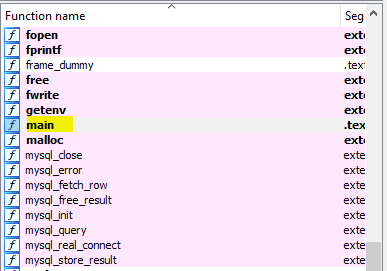 Function name Seg
fopen exte
fprintf exte
frame_dummy .tex
free exte
fwrite exte
getenv exte
main .tex
malloc exte
mysql_close exte
mysql_error exte
mysql_fetch_row exte
mysql_free_result exte
mysql_init exte
mysql_query exte
mysql_real_connect exte
mysql_store_result exte